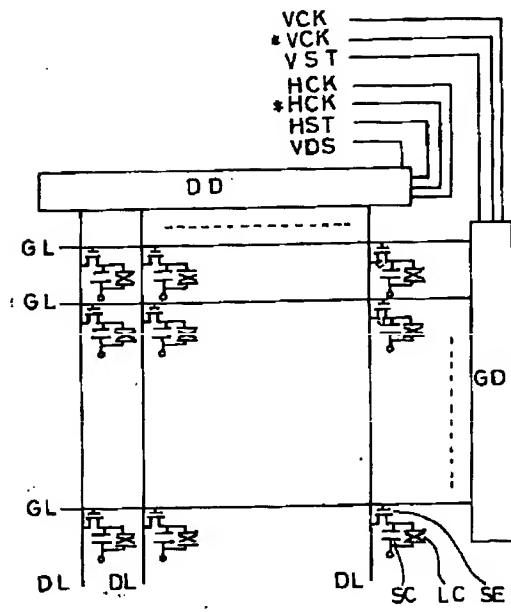 VCK
*VCK
VST
HCK
*HCK
HST
VDS
DD
GL
GL
GD
GL
DL DL DL SC LC SE